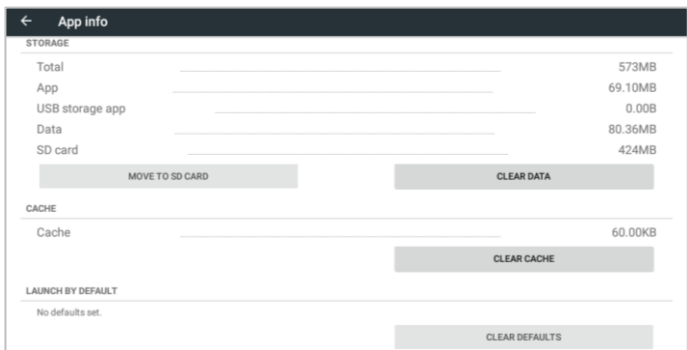 ← App info
STORAGE
Total 573MB
App 69.10MB
USB storage app 0.00B
Data 80.36MB
SD card 424MB
MOVE TO SD CARD CLEAR DATA
CACHE
Cache 60.00KB
CLEAR CACHE
LAUNCH BY DEFAULT
No defaults set.
CLEAR DEFAULTS